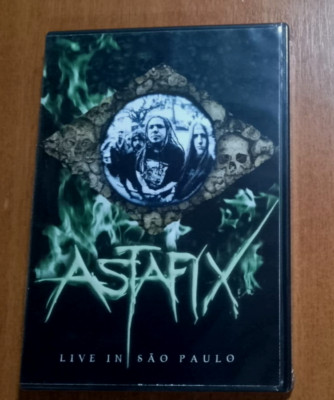 ASTAFIX
LIVE IN SÃO PAULO